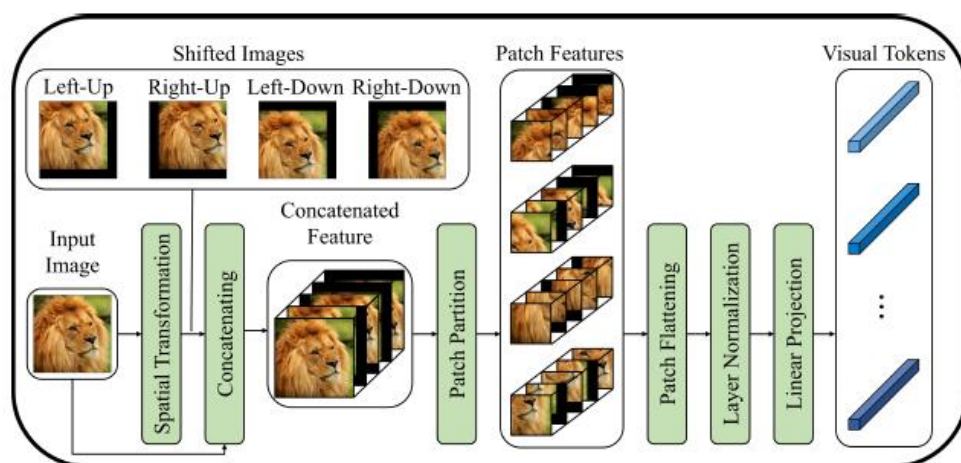 Shifted Images
Left-Up
Right-Up
Left-Down
Right-Down
Input
Image
Spatial Transformation
Concatenating
Concatenated
Feature
Patch Partition
Patch Features
Patch Flattening
Layer Normalization
Linear Projection
Visual Tokens
...